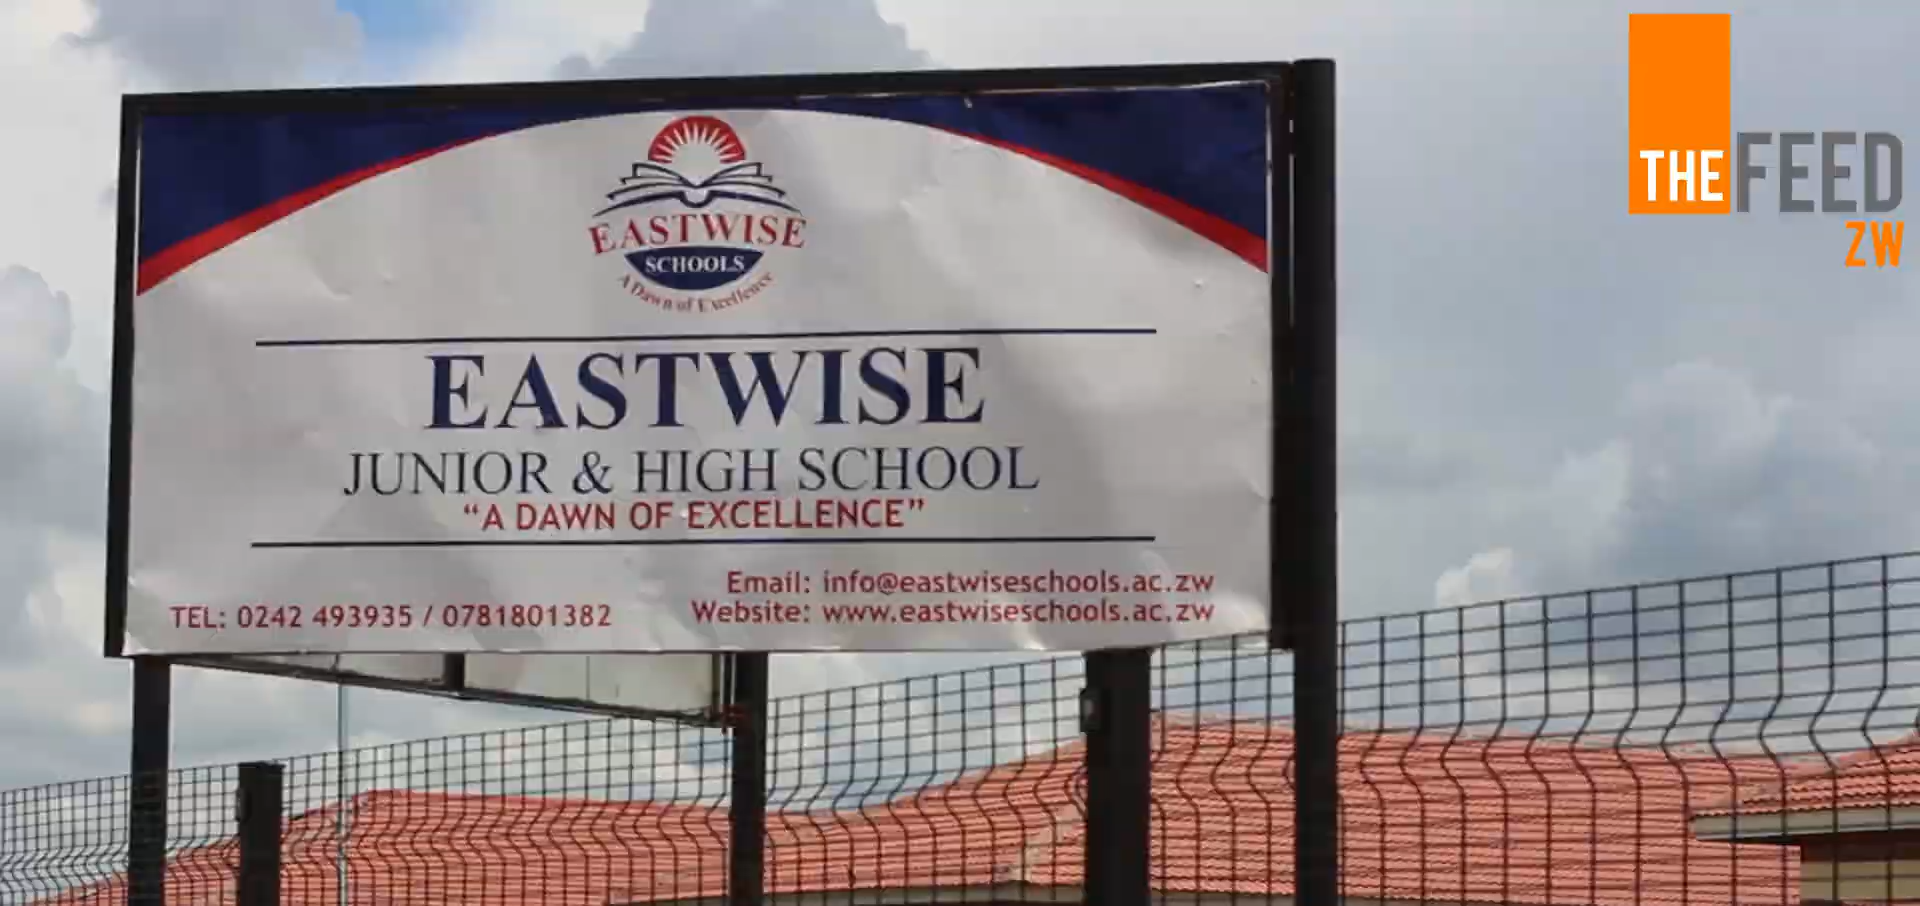 EASTWISE
SCHOOLS
A Dawn of Excellence
EASTWISE
JUNIOR & HIGH SCHOOL
“A DAWN OF EXCELLENCE”
Email: info@eastwiseschools.ac.zw
TEL: 0242 493935 / 0781801382
Website: www.eastwiseschools.ac.zw
THE FEED
ZW